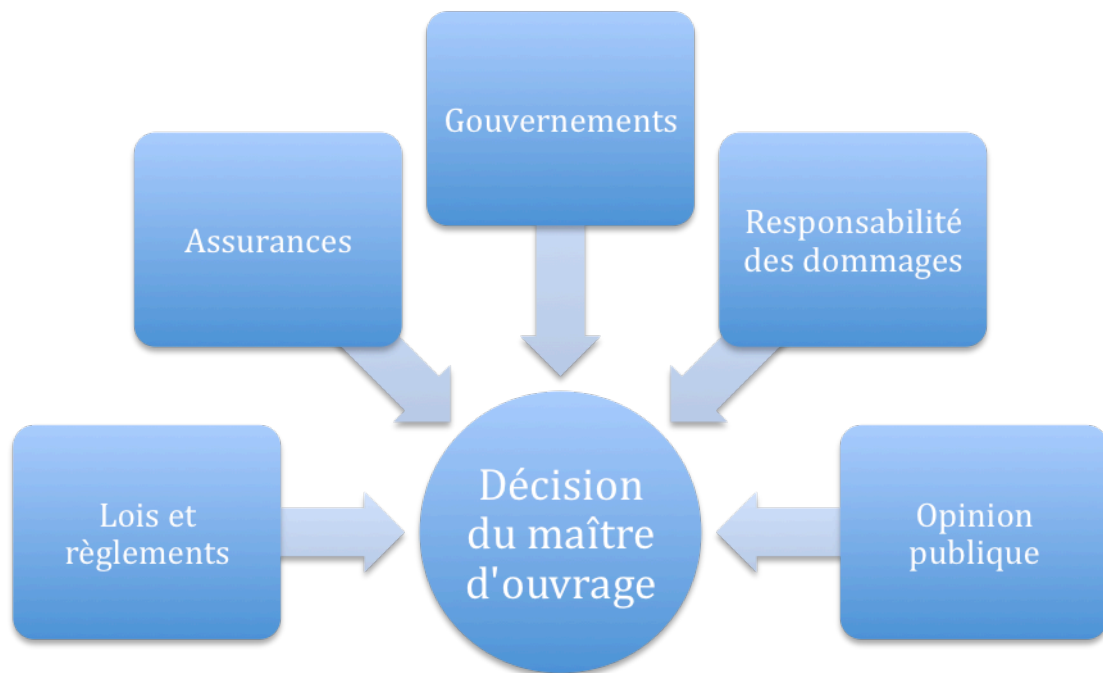 Gouvernements
Assurances
Responsabilité
des dommages
Lois et
règlements
Décision
du maître
d'ouvrage
Opinion
publique